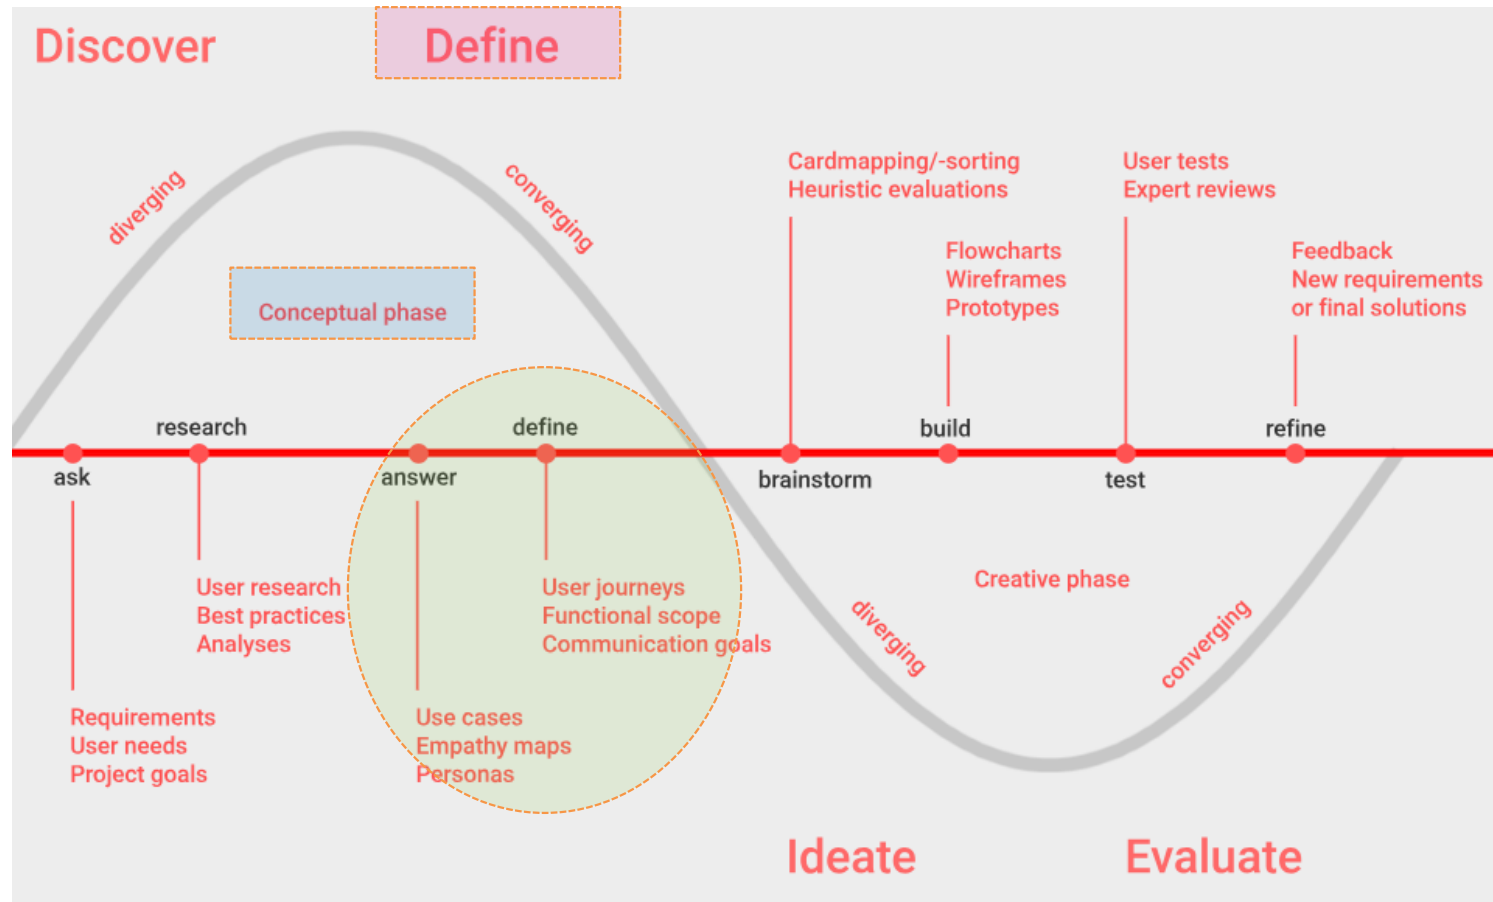 Discover
Define
diverging
converging
Cardmapping/-sorting
Heuristic evaluations
User tests
Expert reviews
Flowcharts
Wireframes
Prototypes
Feedback
New requirements
or final solutions
Conceptual phase
research
define
build
refine
ask
answer
brainstorm
test
User research
Best practices
Analyses
User journeys
Functional scope
Communication goals
Creative phase
diverging
converging
Requirements
User needs
Project goals
Use cases
Empathy maps
Personas
Ideate
Evaluate